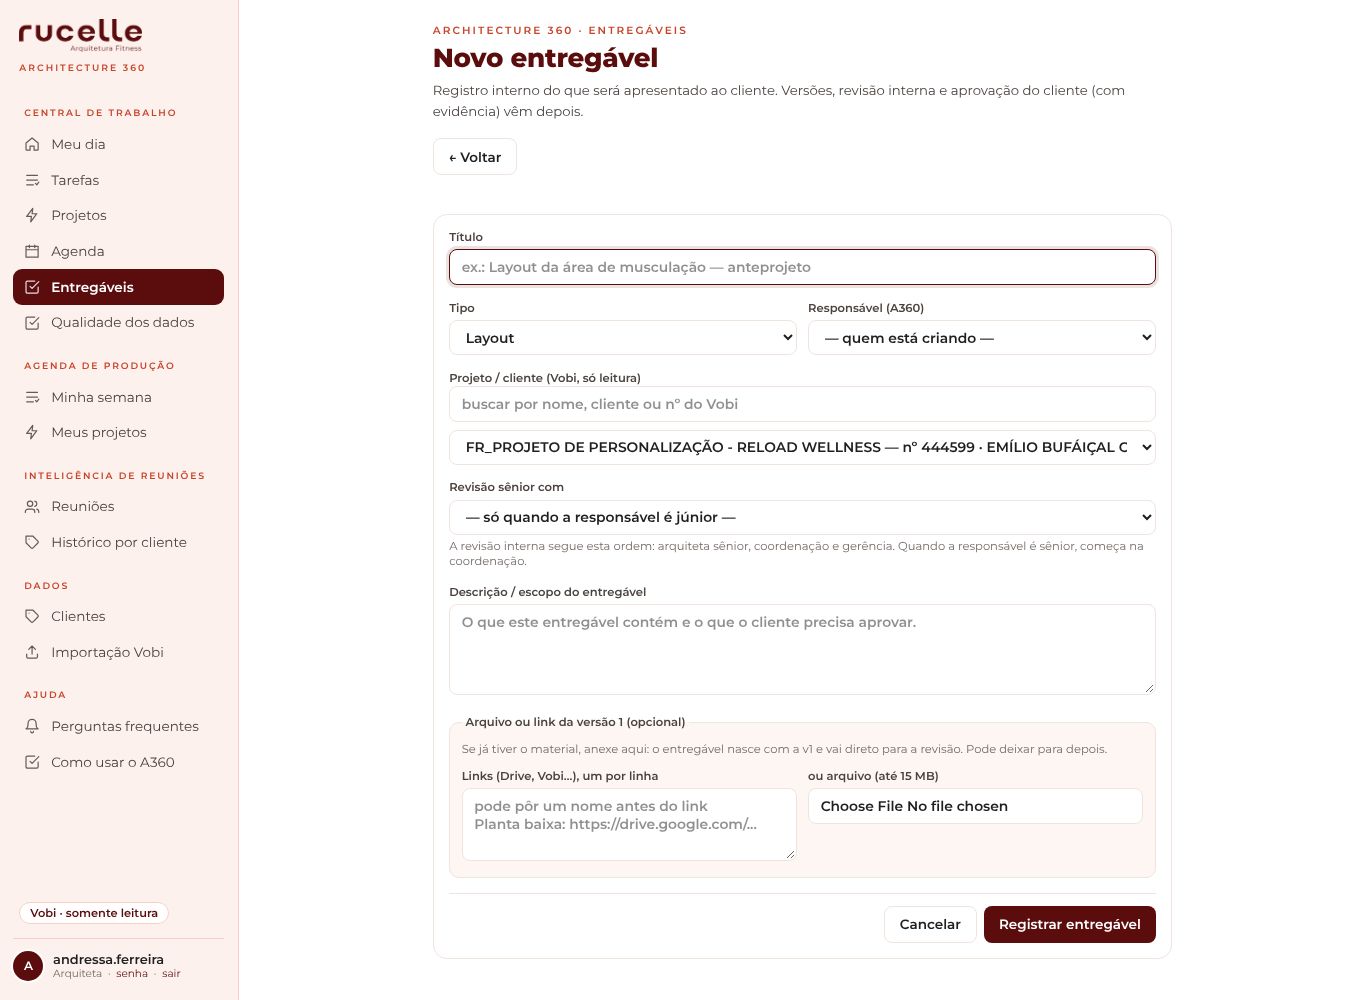 rucelle
Arquitetura Fitness
ARCHITECTURE 360
CENTRAL DE TRABALHO
Meu dia
Tarefas
Projetos
Agenda
Entregáveis
Qualidade dos dados
AGENDA DE PRODUÇÃO
Minha semana
Meus projetos
INTELIGÊNCIA DE REUNIÕES
Reuniões
Histórico por cliente
DADOS
Clientes
Importação Vobi
AJUDA
Perguntas frequentes
Como usar o A360
Vobi · somente leitura
A
andressa.ferreira
Arquiteta · senha · sair
ARCHITECTURE 360 · ENTREGÁVEIS
Novo entregável
Registro interno do que será apresentado ao cliente. Versões, revisão interna e aprovação do cliente (com
evidência) vêm depois.
← Voltar
Título
ex.: Layout da área de musculação — anteprojeto
Tipo
Responsável (A360)
Layout
— quem está criando —
Projeto / cliente (Vobi, só leitura)
buscar por nome, cliente ou nº do Vobi
FR_PROJETO DE PERSONALIZAÇÃO - RELOAD WELLNESS — nº 444599 · EMÍLIO BUFÁIÇAL C
Revisão sênior com
— só quando a responsável é júnior —
A revisão interna segue esta ordem: arquiteta sênior, coordenação e gerência. Quando a responsável é sênior, começa na
coordenação.
Descrição / escopo do entregável
O que este entregável contém e o que o cliente precisa aprovar.
Arquivo ou link da versão 1 (opcional)
Se já tiver o material, anexe aqui: o entregável nasce com a v1 e vai direto para a revisão. Pode deixar para depois.
Links (Drive, Vobi...), um por linha
ou arquivo (até 15 MB)
pode pôr um nome antes do link
Planta baixa: https://drive.google.com/...
Choose File No file chosen
Cancelar
Registrar entregável